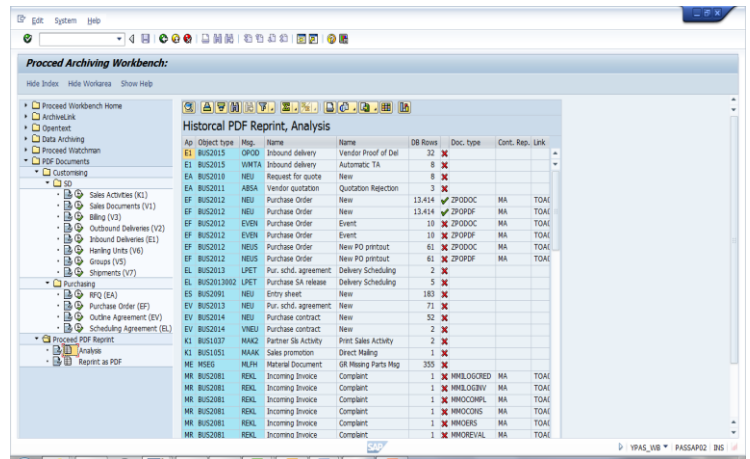 Edit System Help
Procced Archiving Workbench:
Hide Index Hide Workarea Show Help
Proceed Workbench Home
ArchiveLink
Opentext
Data Archiving
Proceed Watchman
PDF Documents
Customising
SD
Sales Activities (K1)
Sales Documents (V1)
Billing (V3)
Outbound Deliveries (V2)
Inbound Deliveries (E1)
Hanling Units (V6)
Groups (V5)
Shipments (V7)
Purchasing
RFQ (EA)
Purchase Order (EF)
Outline Agreement (EV)
Scheduling Agreement (EL)
Proceed PDF Reprint
Analysis
Reprint as PDF
Historcal PDF Reprint, Analysis
Ap Object type Msg. Name Name DB Rows Doc. type Cont. Rep. Link
E1 BUS2015 OPOD Inbound delivery Vendor Proof of Del 32
E1 BUS2015 WMTA Inbound delivery Automatic TA 8
EA BUS2010 NEU Request for quote New 8
EA BUS2011 ABSA Vendor quotation Quotation Rejection 3
EF BUS2012 NEU Purchase Order New 13.414 ZPODOC MA TOA(
EF BUS2012 NEU Purchase Order New 13.414 ZPOPDF MA TOA(
EF BUS2012 EVEN Purchase Order Event 10 ZPODOC MA TOA(
EF BUS2012 EVEN Purchase Order Event 10 ZPOPDF MA TOA(
EF BUS2012 NEUS Purchase Order New PO printout 61 ZPODOC MA TOA(
EF BUS2012 NEUS Purchase Order New PO printout 61 ZPOPDF MA TOA(
EL BUS2013 LPET Pur. schd. agreement Delivery Scheduling 2
EL BUS2013002 LPET Purchase SA release Delivery Scheduling 5
ES BUS2091 NEU Entry sheet New 183
EV BUS2013 NEU Pur. schd. agreement New 71
EV BUS2014 NEU Purchase contract New 52
EV BUS2014 VNEU Purchase contract New 2
K1 BUS1037 MAK2 Partner Sls Activity Print Sales Activity 2
K1 BUS1051 MAAK Sales promotion Direct Mailing 1
ME MSEG MLFH Material Document GR Missing Parts Msg 355
MR BUS2081 REKL Incoming Invoice Complaint 1 MMILOGCRED MA TOA(
MR BUS2081 REKL Incoming Invoice Complaint 1 MMILOGINV MA TOA(
MR BUS2081 REKL Incoming Invoice Complaint 1 MMOCOMPL MA TOA(
MR BUS2081 REKL Incoming Invoice Complaint 1 MMOCONS MA TOA(
MR BUS2081 REKL Incoming Invoice Complaint 1 MMOERS MA TOA(
MR BUS2081 REKL Incoming Invoice Complaint 1 MMOREVAL MA TOA(
SAP
YPAS_WB PASSAP02 INS